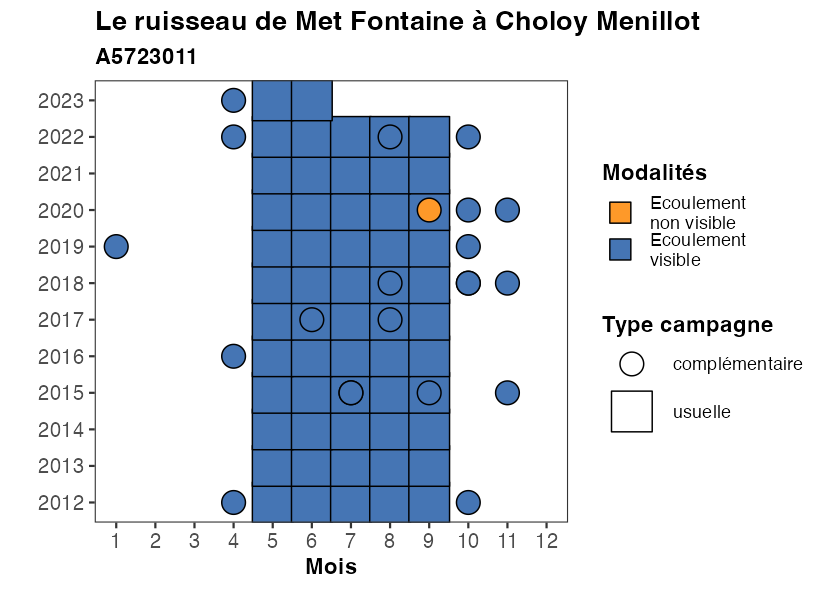 Le ruisseau de Met Fontaine à Choloy Menillot
A5723011
2023
2022
2021
2020
2019
2018
2017
2016
2015
2014
2013
2012
1 2 3 4 5 6 7 8 9 10 11 12
Mois
Modalités
Ecoulement
non visible
Ecoulement
visible
Type campagne
complémentaire
usuelle